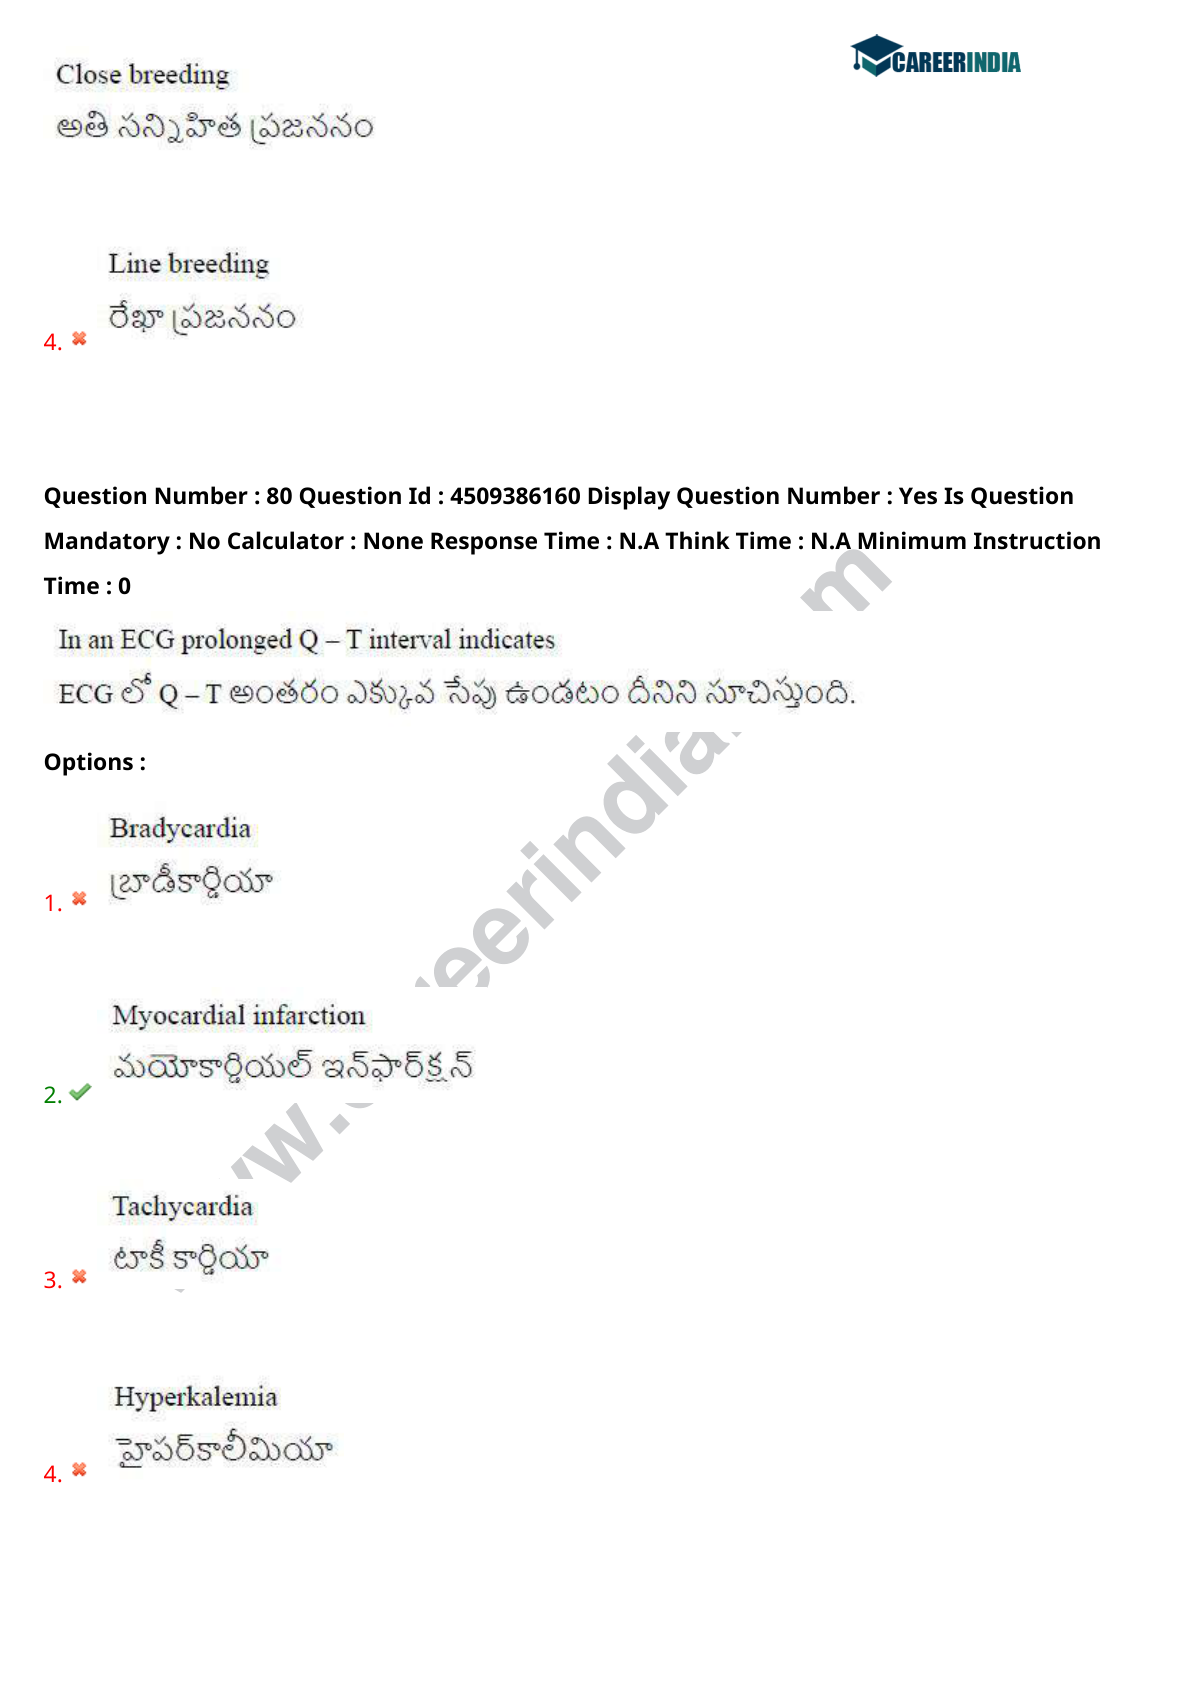 CAREERINDIA
Close breeding
అతి సన్నిహిత ప్రజననం
Line breeding
రేఖా ప్రజననం
4.
Question Number : 80 Question Id : 4509386160 Display Question Number : Yes Is Question
Mandatory : No Calculator : None Response Time : N.A Think Time : N.A Minimum Instruction
Time : 0
In an ECG prolonged Q – T interval indicates
ECG లో Q – T అంతరం ఎక్కువ సేపు ఉండటం దీనిని సూచిస్తుంది.
Options :
Bradycardia
బ్రాడీకార్డియా
1.
Myocardial infarction
మయోకార్డియల్ ఇన్‌ఫార్‌క్షన్
2.
Tachycardia
టాకీ కార్డియా
3.
Hyperkalemia
హైపర్‌కాలీమియా
4.